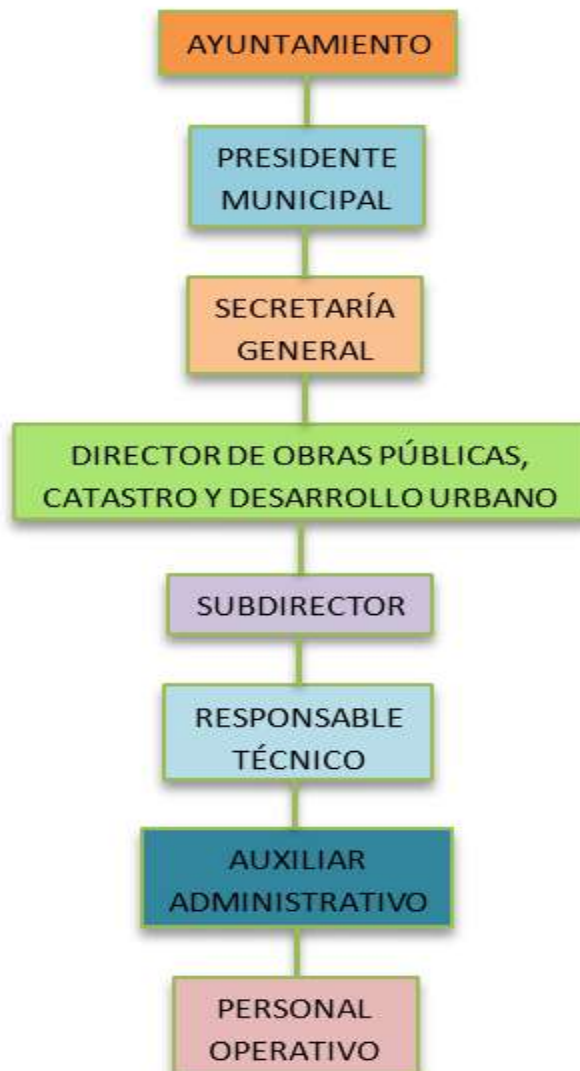 AYUNTAMIENTO
PRESIDENTE
MUNICIPAL
SECRETARÍA
GENERAL
DIRECTOR DE OBRAS PÚBLICAS,
CATASTRO Y DESARROLLO URBANO
SUBDIRECTOR
RESPONSABLE
TÉCNICO
AUXILIAR
ADMINISTRATIVO
PERSONAL
OPERATIVO